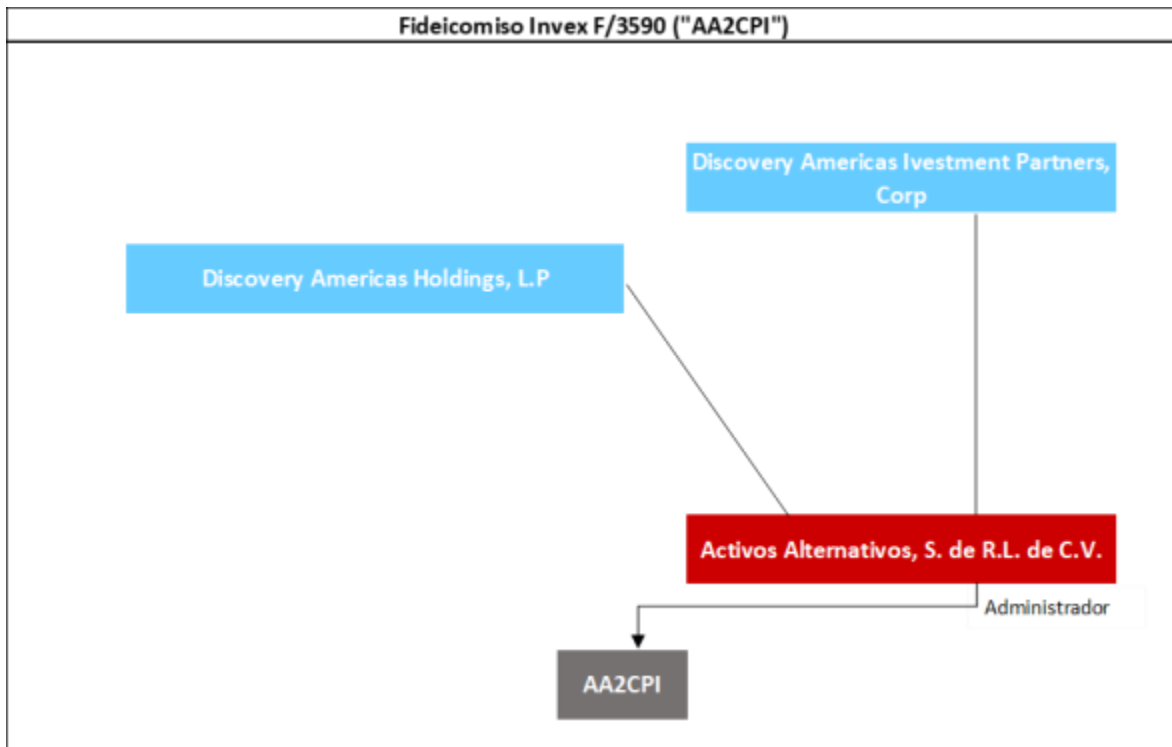 Fideicomiso Invex F/3590 ("AA2CPI")
Discovery Americas Ivestment Partners,
Corp
Discovery Americas Holdings, L.P
Activos Alternativos, S. de R.L. de C.V.
Administrador
AA2CPI